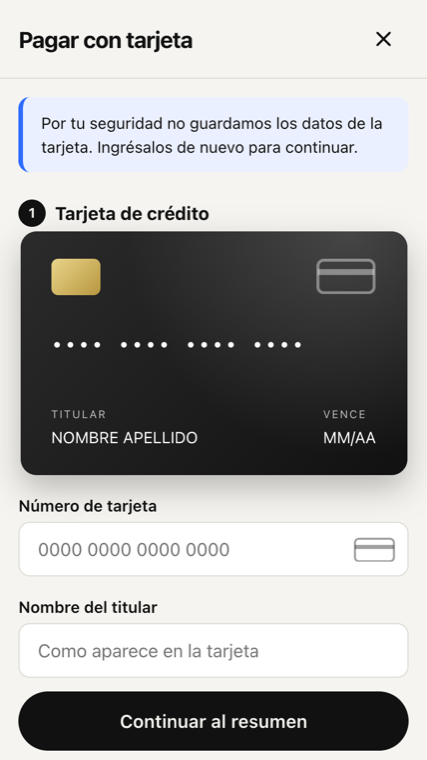 Pagar con tarjeta
Por tu seguridad no guardamos los datos de la
tarjeta. Ingrésalos de nuevo para continuar.
1 Tarjeta de crédito
•••• •••• •••• ••••
TITULAR VENCE
NOMBRE APELLIDO MM/AA
Número de tarjeta
0000 0000 0000 0000
Nombre del titular
Como aparece en la tarjeta
Continuar al resumen